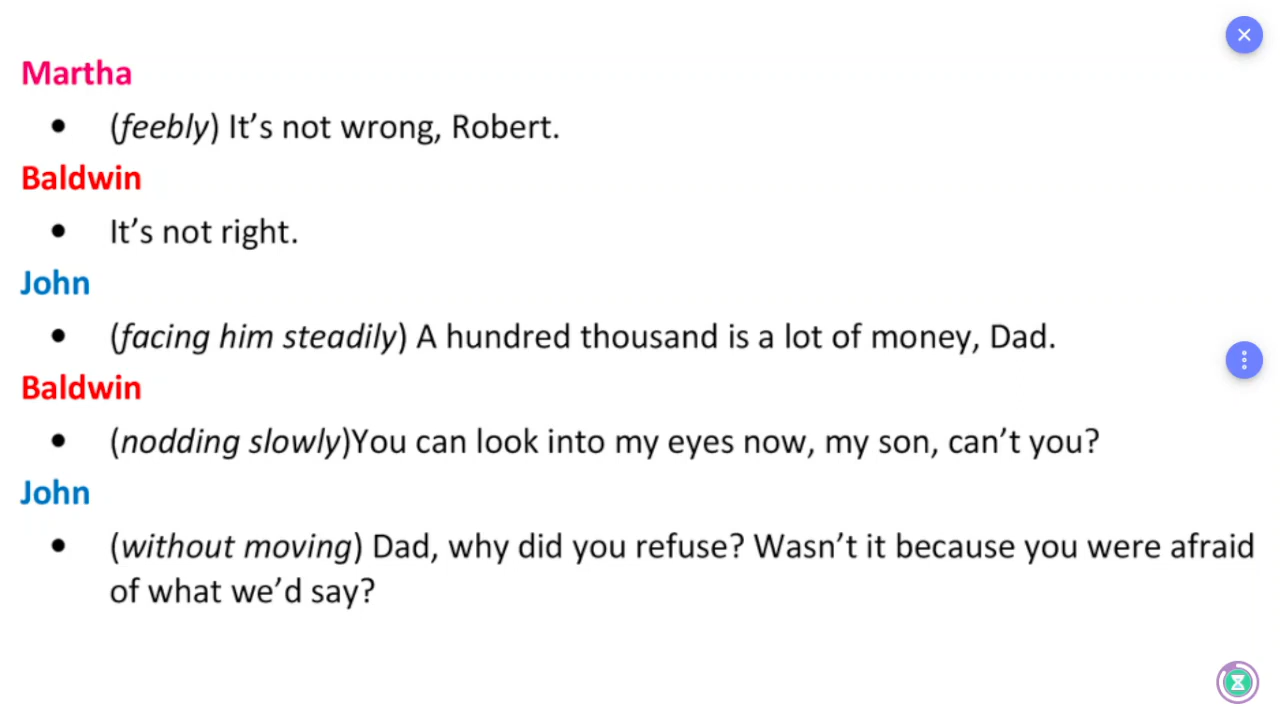 Martha
• (feebly) It’s not wrong, Robert.
Baldwin
• It’s not right.
John
• (facing him steadily) A hundred thousand is a lot of money, Dad.
Baldwin
• (nodding slowly)You can look into my eyes now, my son, can’t you?
John
• (without moving) Dad, why did you refuse? Wasn’t it because you were afraid
of what we’d say?